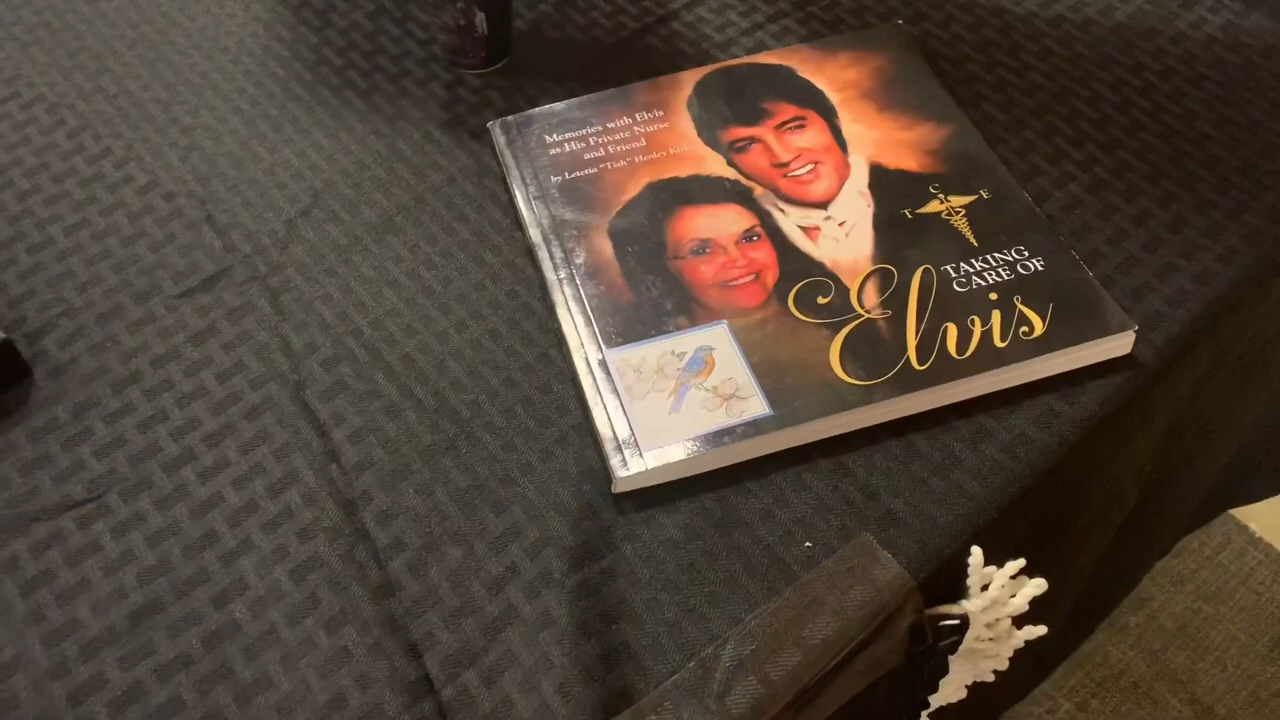 Memories with Elvis
as His Private Nurse
and Friend
by Letetia "Tish" Henley Kirk
T C E
TAKING
CARE OF
Elvis